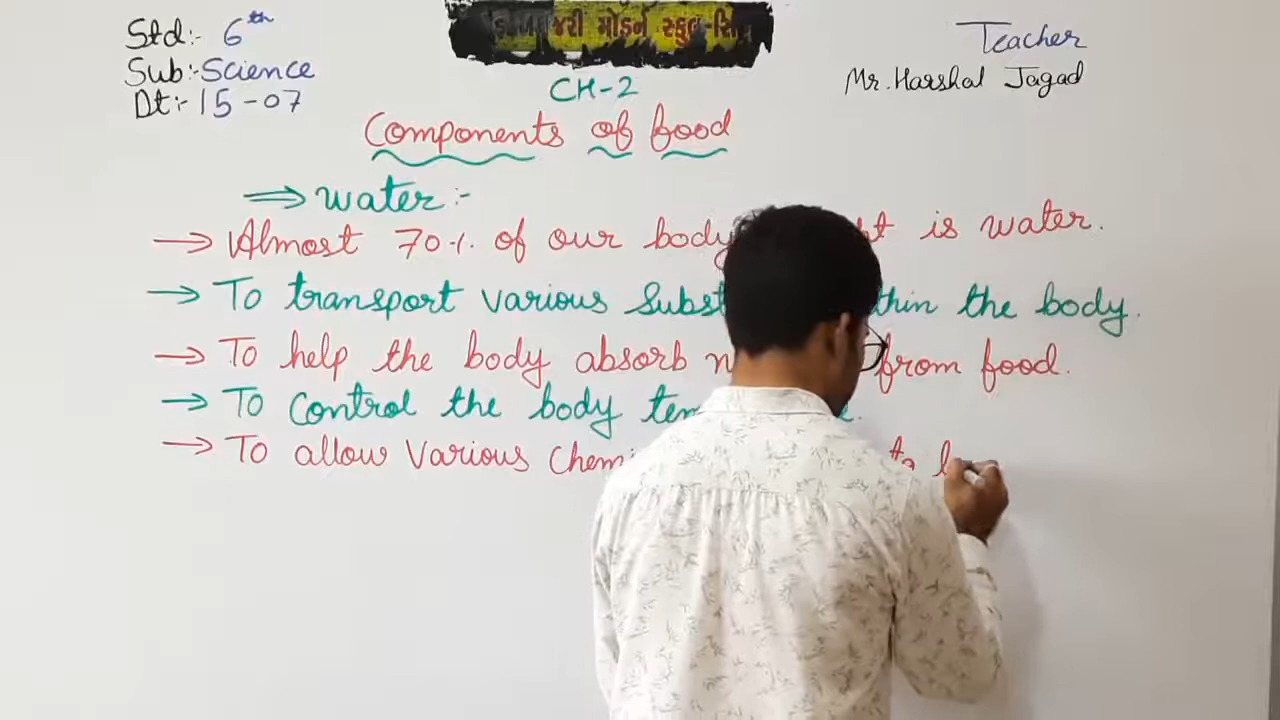 Std:- 6th
Sub:- Science
Dt:- 15-07
મોડર્ન સ્કુલ
Teacher
Mr. Harshal Jagad
CH-2
Components of food
⇒ water:-
→ Almost 70% of our body is water.
→ To transport various the body.
→ To help the body absorb from food.
→ To control the body
→ To allow various to